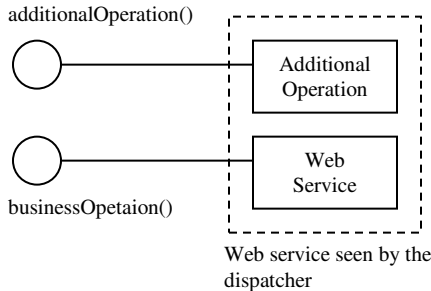 additionalOperation()
Additional
Operation
Web
Service
businessOpetaion()
Web service seen by the
dispatcher